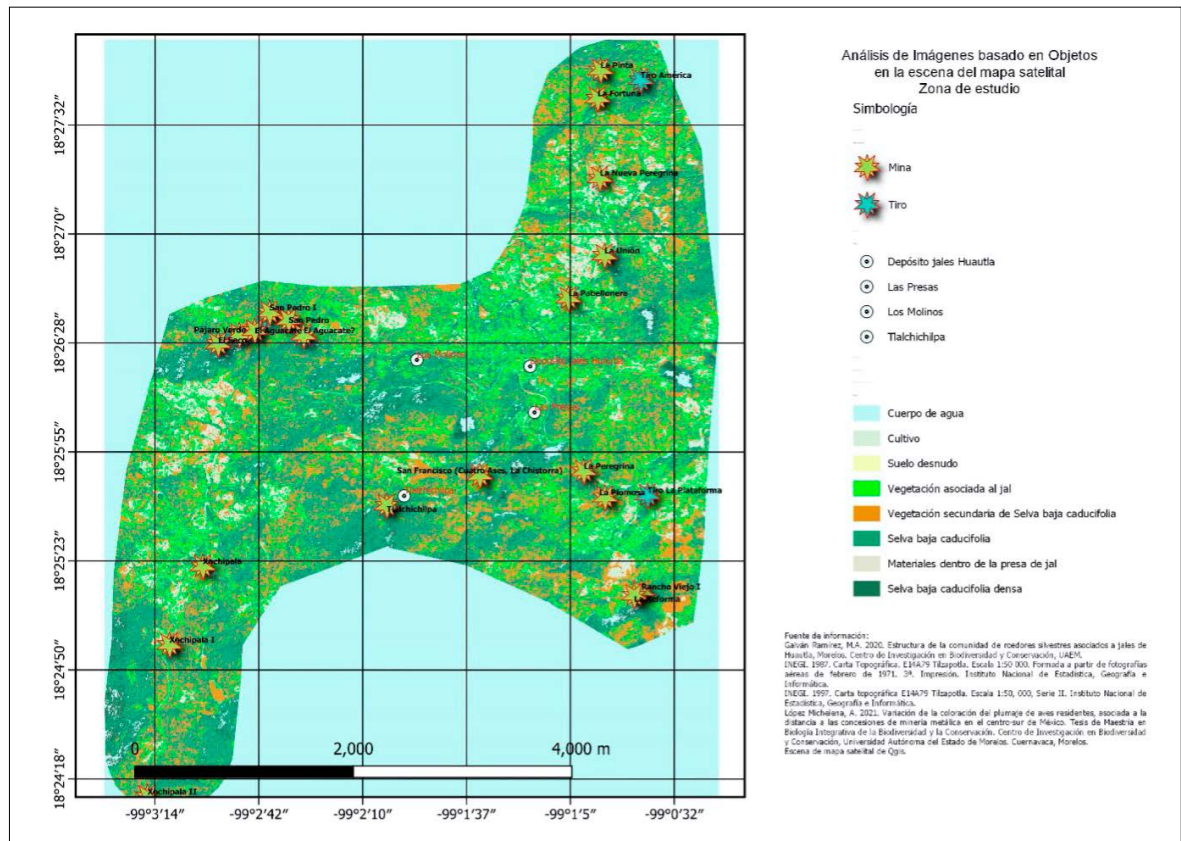 Análisis de Imágenes basado en Objetos
en la escena del mapa satelital
Zona de estudio
Simbología
Mina
Tiro
Depósito jales Huautla
Las Presas
Los Molinos
Tlalchichilpa
Cuerpo de agua
Cultivo
Suelo desnudo
Vegetación asociada al jal
Vegetación secundaria de Selva baja caducifolia
Selva baja caducifolia
Materiales dentro de la presa de jal
Selva baja caducifolia densa
Fuente de información:
Galván Ramírez, M.A. 2020. Estructura de la comunidad de roedores silvestres asociados a jales de
Huautla, Morelos. Centro de Investigación en Biodiversidad y Conservación, UAEM.
INEGI. 1987. Carta Topográfica. E14A79 Tilzapotla. Escala 1:50 000. Formada a partir de fotografías
aéreas de febrero de 1971. 3ª. Impresión. Instituto Nacional de Estadística, Geografía e
Informática.
INEGI. 1997. Carta topográfica E14A79 Tilzapotla. Escala 1:50, 000, Serie II. Instituto Nacional de
Estadística, Geografía e Informática.
López Michelena, A. 2021. Variación de la coloración del plumaje de aves residentes, asociada a la
distancia a las concesiones de minería metálica en el centro-sur de México. Tesis de Maestría en
Biología Integrativa de la Biodiversidad y la Conservación. Centro de Investigación en Biodiversidad
y Conservación, Universidad Autónoma del Estado de Morelos. Cuernavaca, Morelos.
Escena de mapa satelital de Qgis.
La Pinta
Tiro América
La Fortuna
La Nueva Peregrina
La Unión
La Pabellonero
San Pedro I
San Pedro
Pájaro Verde
El Aguacate
El Aguacate?
Las Presas
San Francisco (Cuatro Ases, La Chistorra)
La Peregrina
Tiro La Plataforma
Tlalchichilpa
Xochipala
Rancho Viejo I
La Reforma
Xochipala I
Xochipala II
18°27'32"
18°27'0"
18°26'28"
18°25'55"
18°25'23"
18°24'50"
18°24'18"
0
2,000
4,000 m
-99°3'14"
-99°2'42"
-99°2'10"
-99°1'37"
-99°1'5"
-99°0'32"